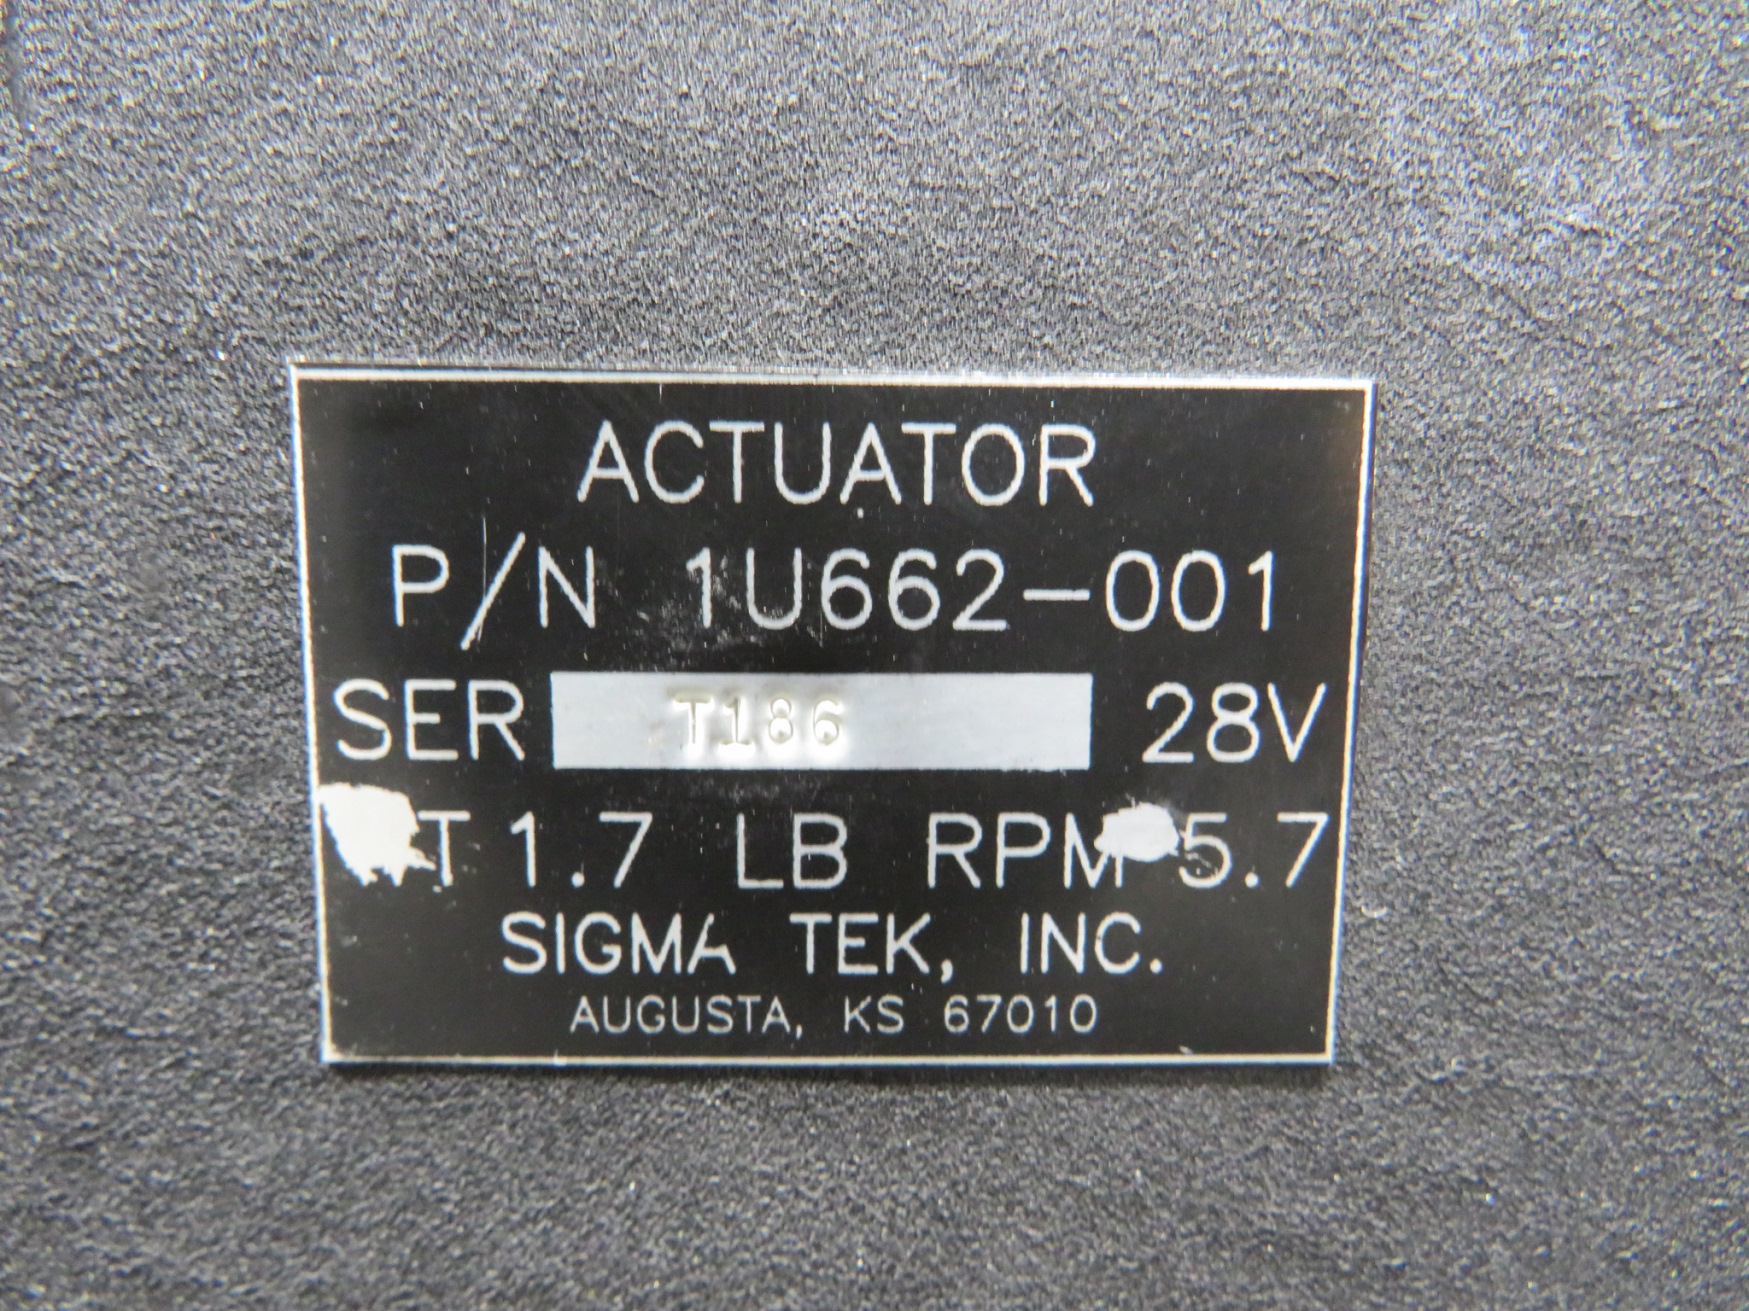 ACTUATOR
P/N 1U662-001
SER T186 28V
1.7 LB RPM 5.7
SIGMA TEK, INC.
AUGUSTA, KS 67010